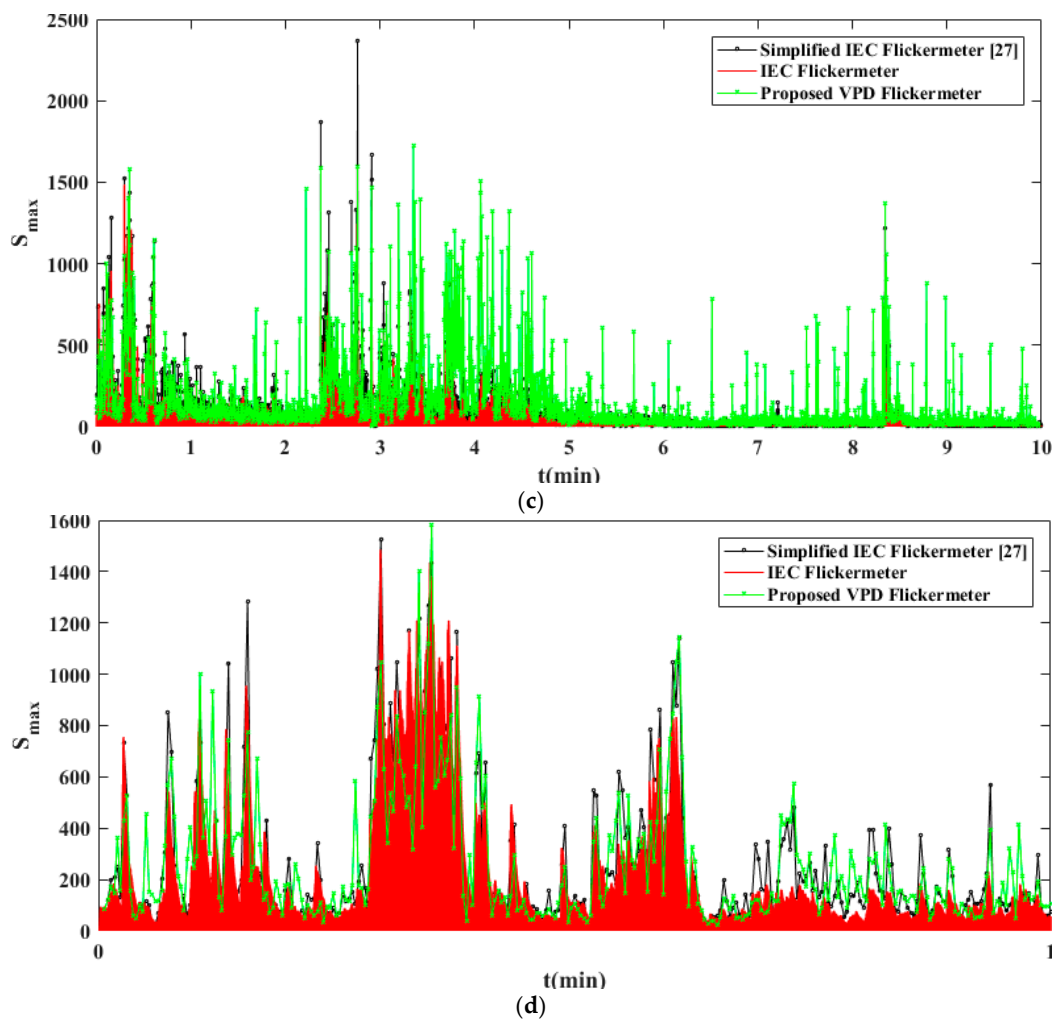 2500
2000
1500
1000
500
0
S_max
Simplified IEC Flickermeter [27]
IEC Flickermeter
Proposed VPD Flickermeter
0 1 2 3 4 5 6 7 8 9 10
t(min)
(c)
1600
1400
1200
1000
800
600
400
200
0
S_max
Simplified IEC Flickermeter [27]
IEC Flickermeter
Proposed VPD Flickermeter
0 1
t(min)
(d)